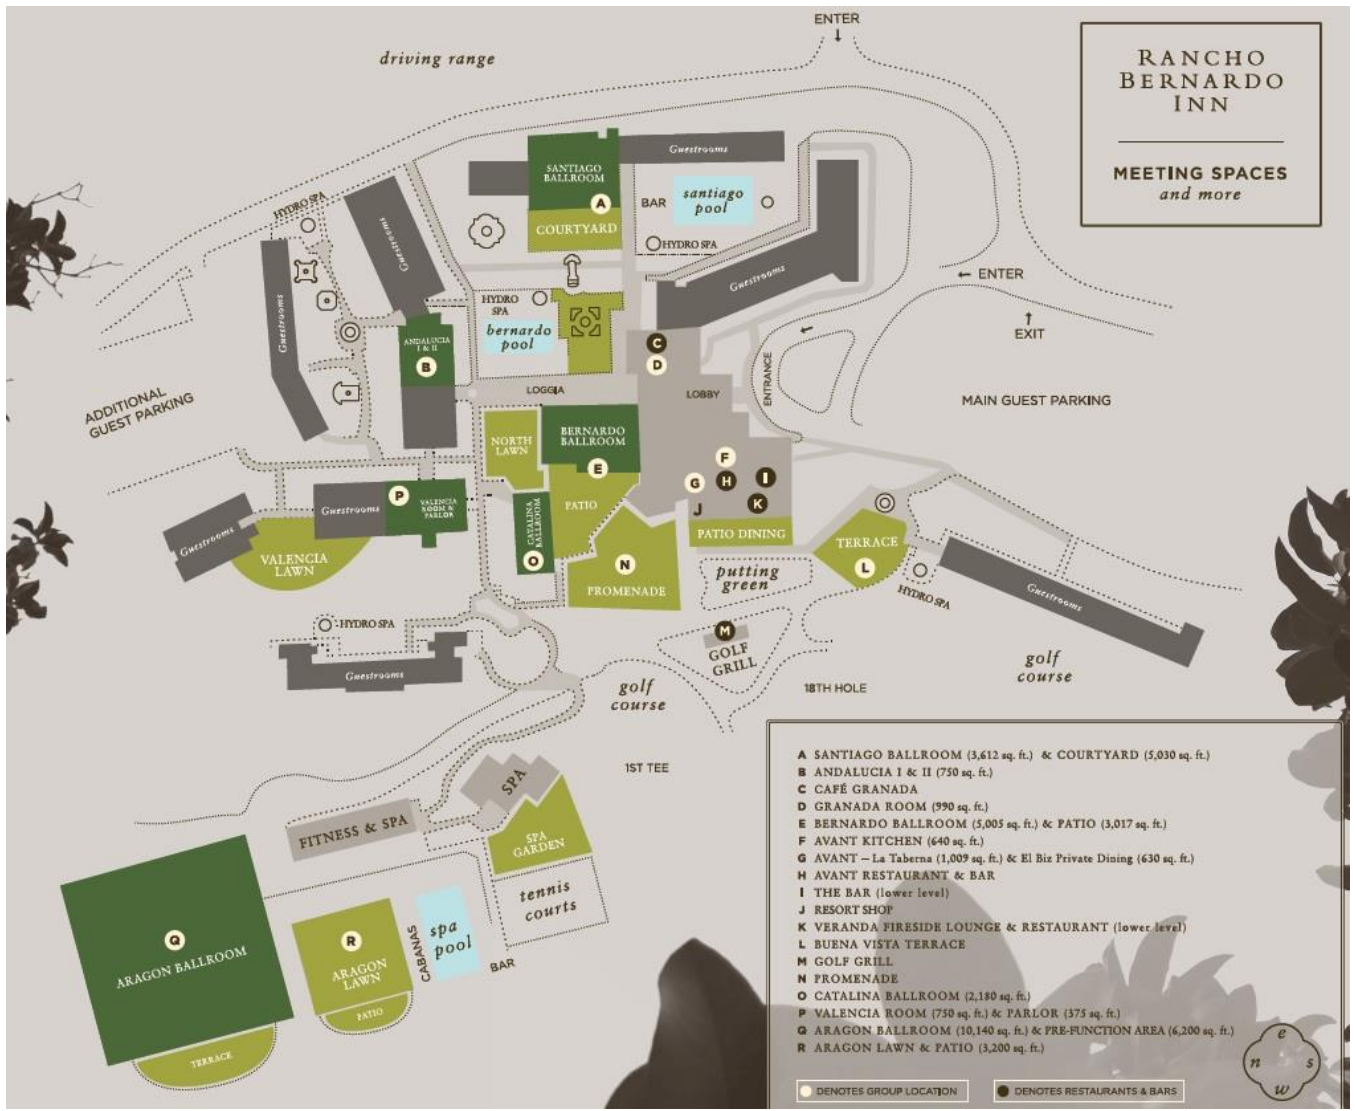 ENTER
driving range
RANCHO
BERNARDO
INN
MEETING SPACES
and more
Guestrooms
SANTIAGO
BALLROOM
A
COURTYARD
BAR
santiago
pool
HYDRO SPA
HYDRO SPA
Guestrooms
Guestrooms
Guestrooms
ENTER
EXIT
HYDRO
SPA
bernardo
pool
ANDALUCIA
I & II
B
C
D
LOGGIA
LOBBY
ENTRANCE
MAIN GUEST PARKING
ADDITIONAL
GUEST PARKING
NORTH
LAWN
BERNARDO
BALLROOM
E
F
G
H
I
J
K
P
VALENCIA
ROOM &
PARLOR
Guestrooms
Guestrooms
VALENCIA
LAWN
CATALINA
BALLROOM
O
PATIO
N
PROMENADE
PATIO DINING
putting
green
TERRACE
L
HYDRO SPA
Guestrooms
HYDRO SPA
Guestrooms
M
GOLF
GRILL
golf
course
golf
course
18TH HOLE
1ST TEE
SPA
FITNESS & SPA
SPA
GARDEN
tennis
courts
Q
ARAGON BALLROOM
TERRACE
R
ARAGON
LAWN
PATIO
CABANAS
spa
pool
BAR
A SANTIAGO BALLROOM (3,612 sq. ft.) & COURTYARD (5,030 sq. ft.)
B ANDALUCIA I & II (750 sq. ft.)
C CAFÉ GRANADA
D GRANADA ROOM (990 sq. ft.)
E BERNARDO BALLROOM (5,005 sq. ft.) & PATIO (3,017 sq. ft.)
F AVANT KITCHEN (640 sq. ft.)
G AVANT – La Taberna (1,009 sq. ft.) & El Biz Private Dining (630 sq. ft.)
H AVANT RESTAURANT & BAR
I THE BAR (lower level)
J RESORT SHOP
K VERANDA FIRESIDE LOUNGE & RESTAURANT (lower level)
L BUENA VISTA TERRACE
M GOLF GRILL
N PROMENADE
O CATALINA BALLROOM (2,180 sq. ft.)
P VALENCIA ROOM (750 sq. ft.) & PARLOR (375 sq. ft.)
Q ARAGON BALLROOM (10,140 sq. ft.) & PRE-FUNCTION AREA (6,200 sq. ft.)
R ARAGON LAWN & PATIO (3,200 sq. ft.)
DENOTES GROUP LOCATION
DENOTES RESTAURANTS & BARS
e
n s
w